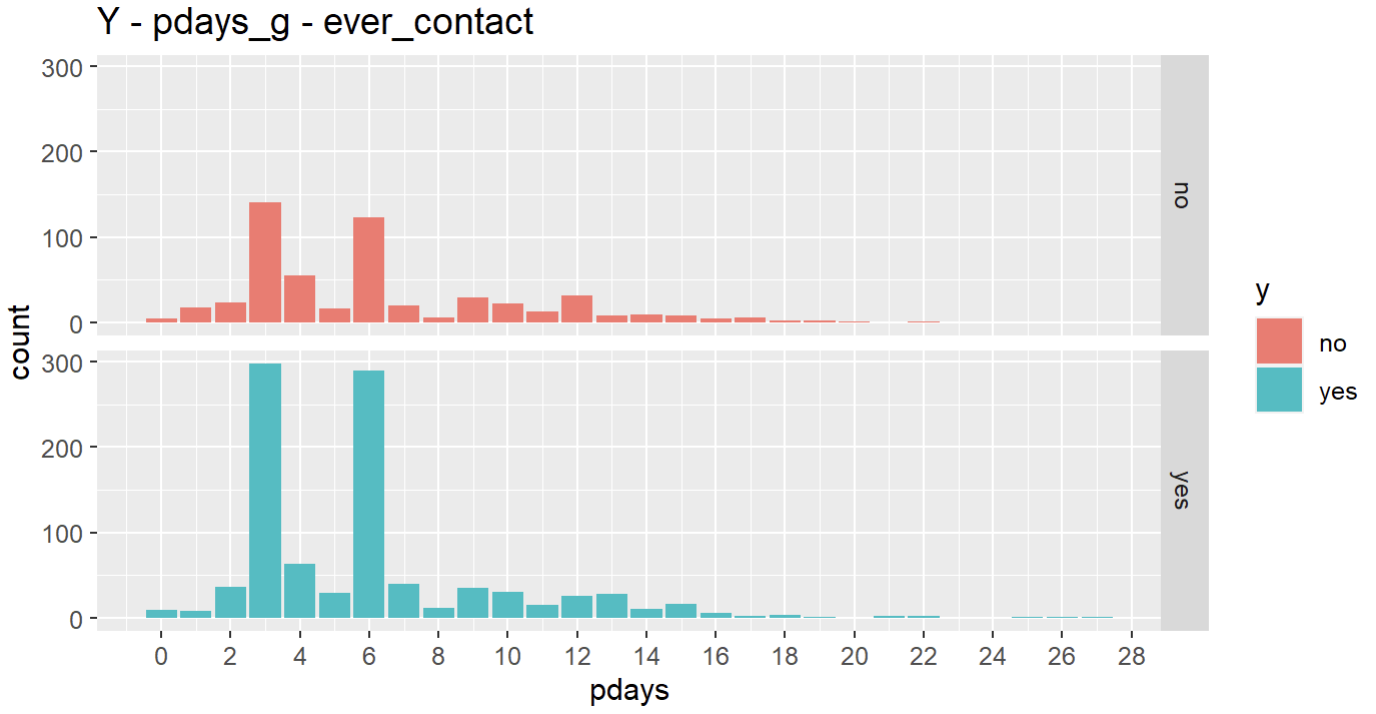 Y - pdays_g - ever_contact
300
200
100
0
no
300
200
100
0
yes
count
0 2 4 6 8 10 12 14 16 18 20 22 24 26 28
pdays
y
no
yes